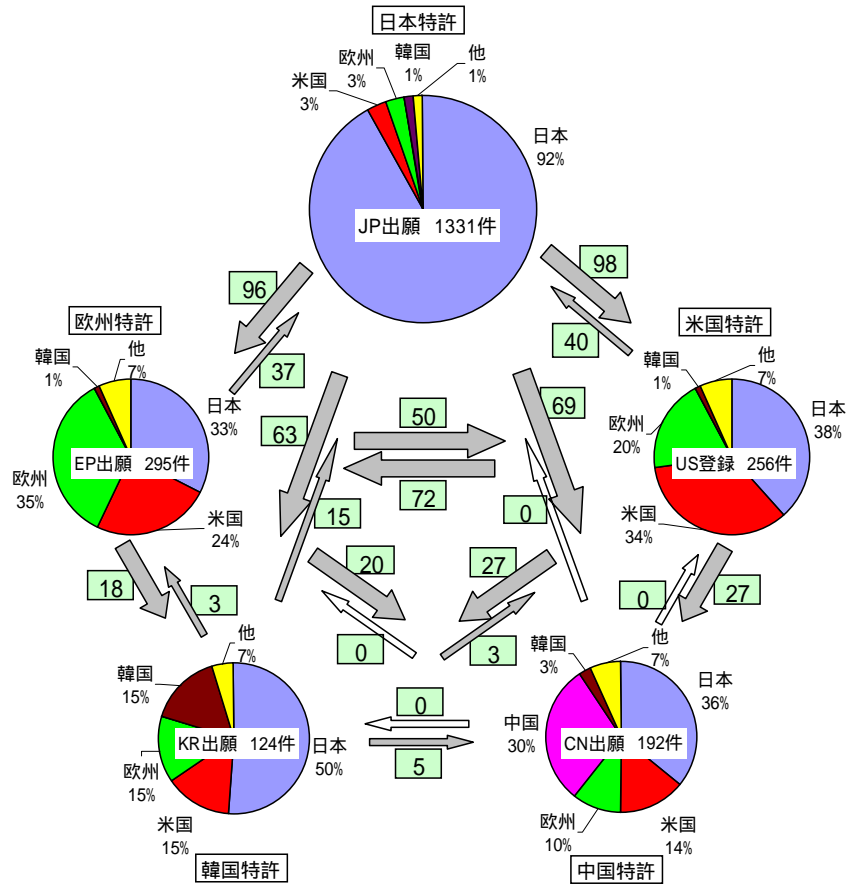 日本特許
欧州
3%
韓国
1%
他
1%
米国
3%
日本
92%
JP出願 1331件
96
37
98
40
欧州特許
韓国
1%
他
7%
日本
33%
EP出願 295件
欧州
35%
米国
24%
米国特許
韓国
1%
他
7%
日本
38%
欧州
20%
US登録 256件
米国
34%
63
15
50
72
69
0
20
0
27
3
18
3
0
27
韓国
15%
他
7%
KR出願 124件
日本
50%
欧州
15%
米国
15%
韓国特許
0
5
韓国
3%
他
7%
日本
36%
中国
30%
CN出願 192件
欧州
10%
米国
14%
中国特許